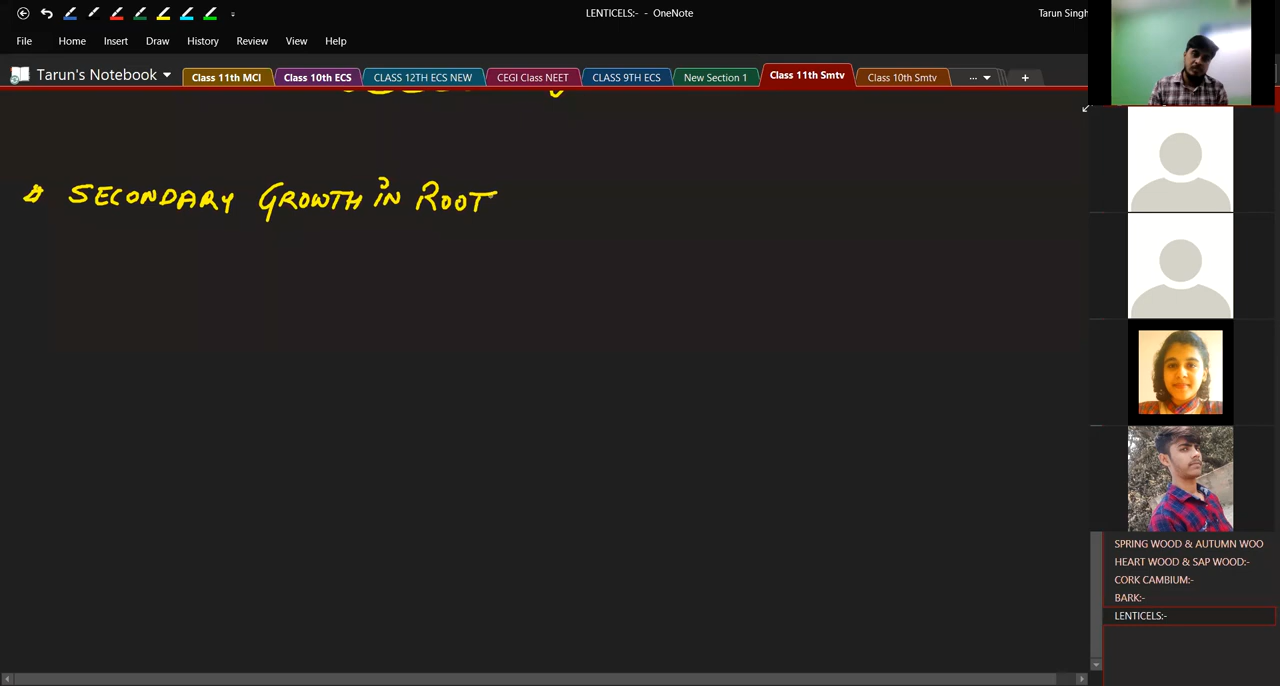 LENTICELS:- - OneNote
Tarun Singh
File Home Insert Draw History Review View Help
Tarun's Notebook
Class 11th MCI
Class 10th ECS
CLASS 12TH ECS NEW
CEGI Class NEET
CLASS 9TH ECS
New Section 1
Class 11th Smtv
Class 10th Smtv
...
+
SECONDARY GROWTH IN ROOT
SPRING WOOD & AUTUMN WOO
HEART WOOD & SAP WOOD:-
CORK CAMBIUM:-
BARK:-
LENTICELS:-